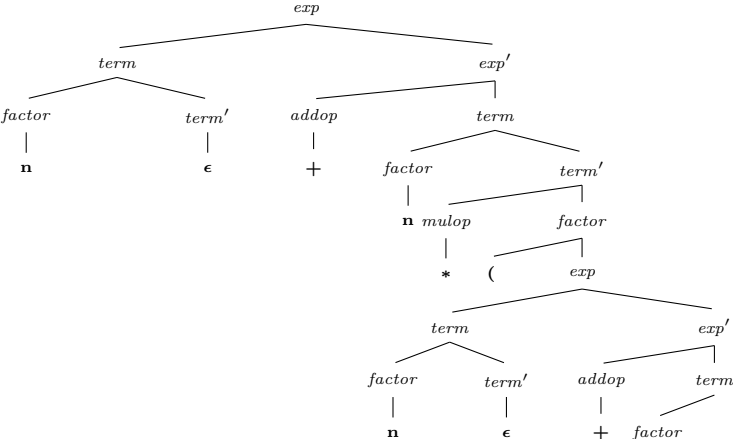 exp
term exp′
factor term′ addop term
n ϵ + factor term′
n mulop factor
∗ ( exp
term exp′
factor term′ addop term
n ϵ + factor